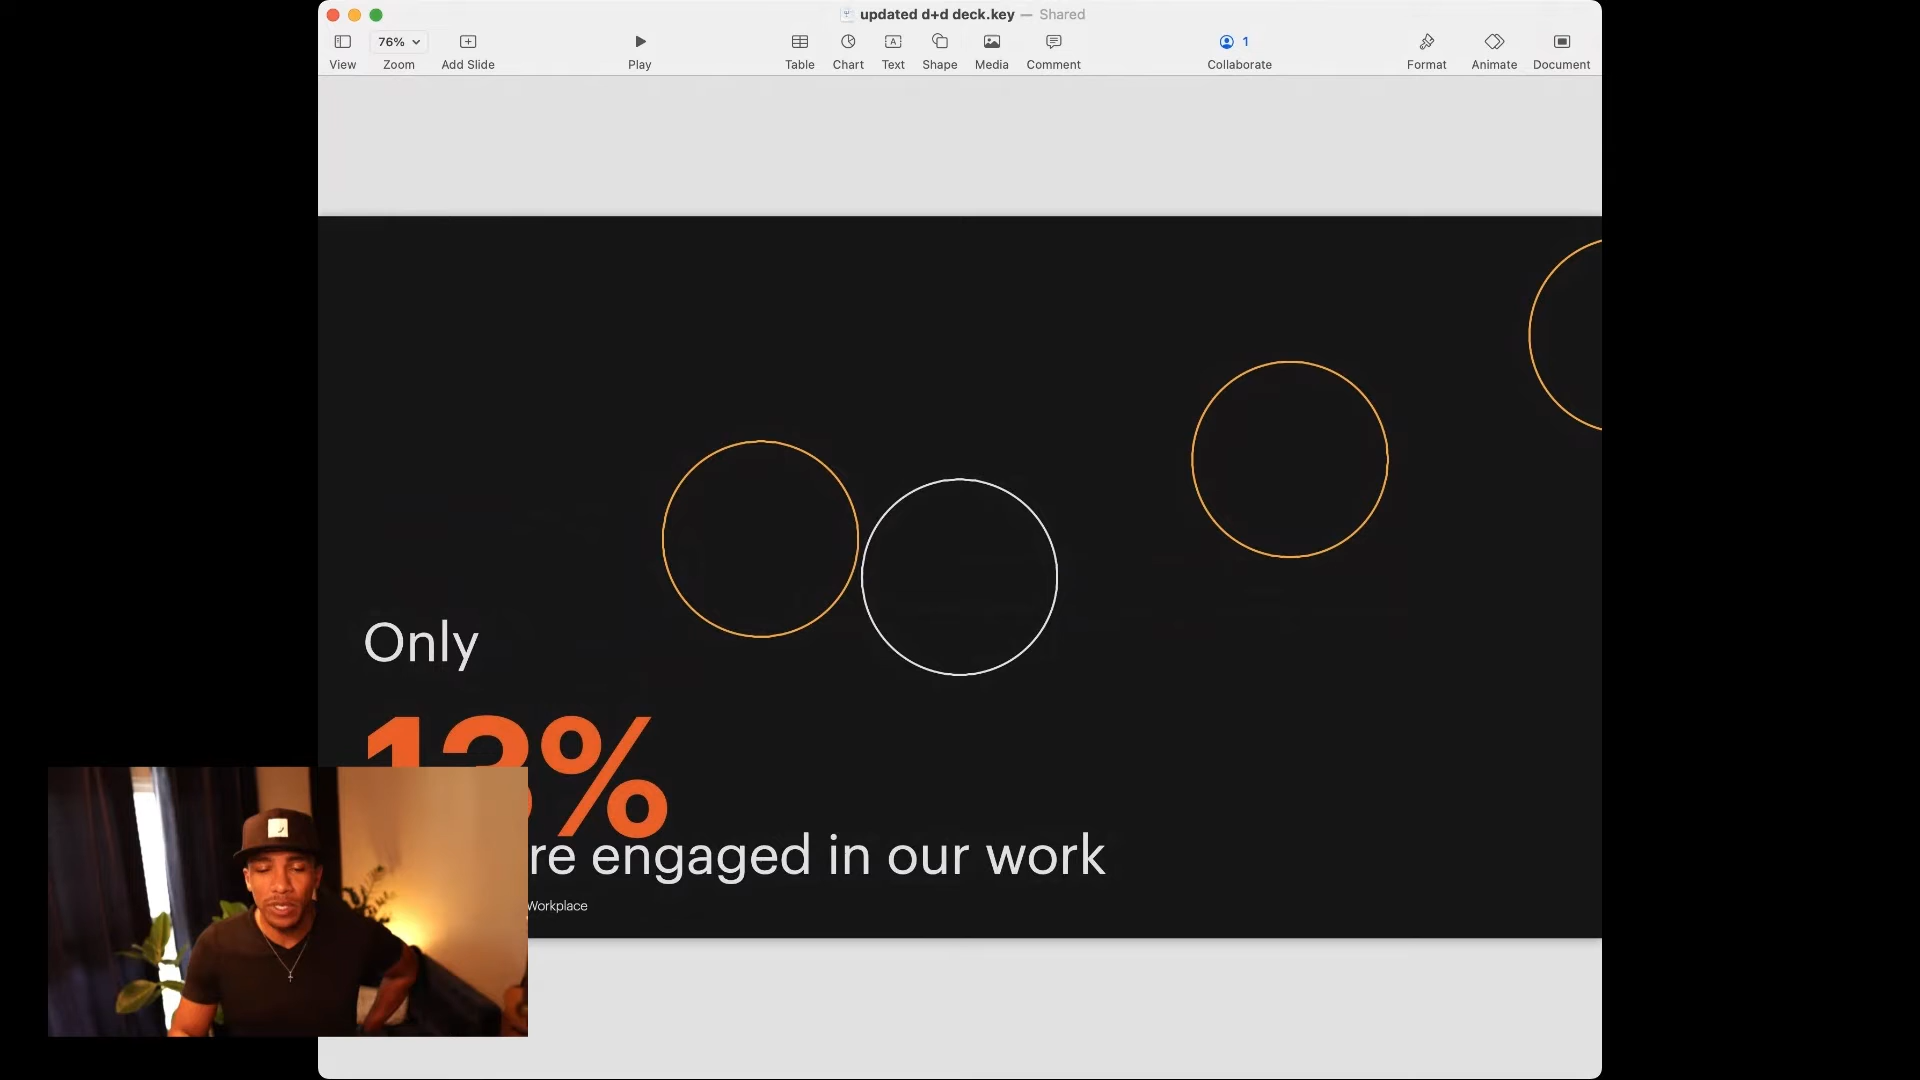 updated d+d deck.key — Shared
76%
1
View
Zoom
Add Slide
Play
Table
Chart
Text
Shape
Media
Comment
Collaborate
Format
Animate
Document
Only
13%
re engaged in our work
Workplace